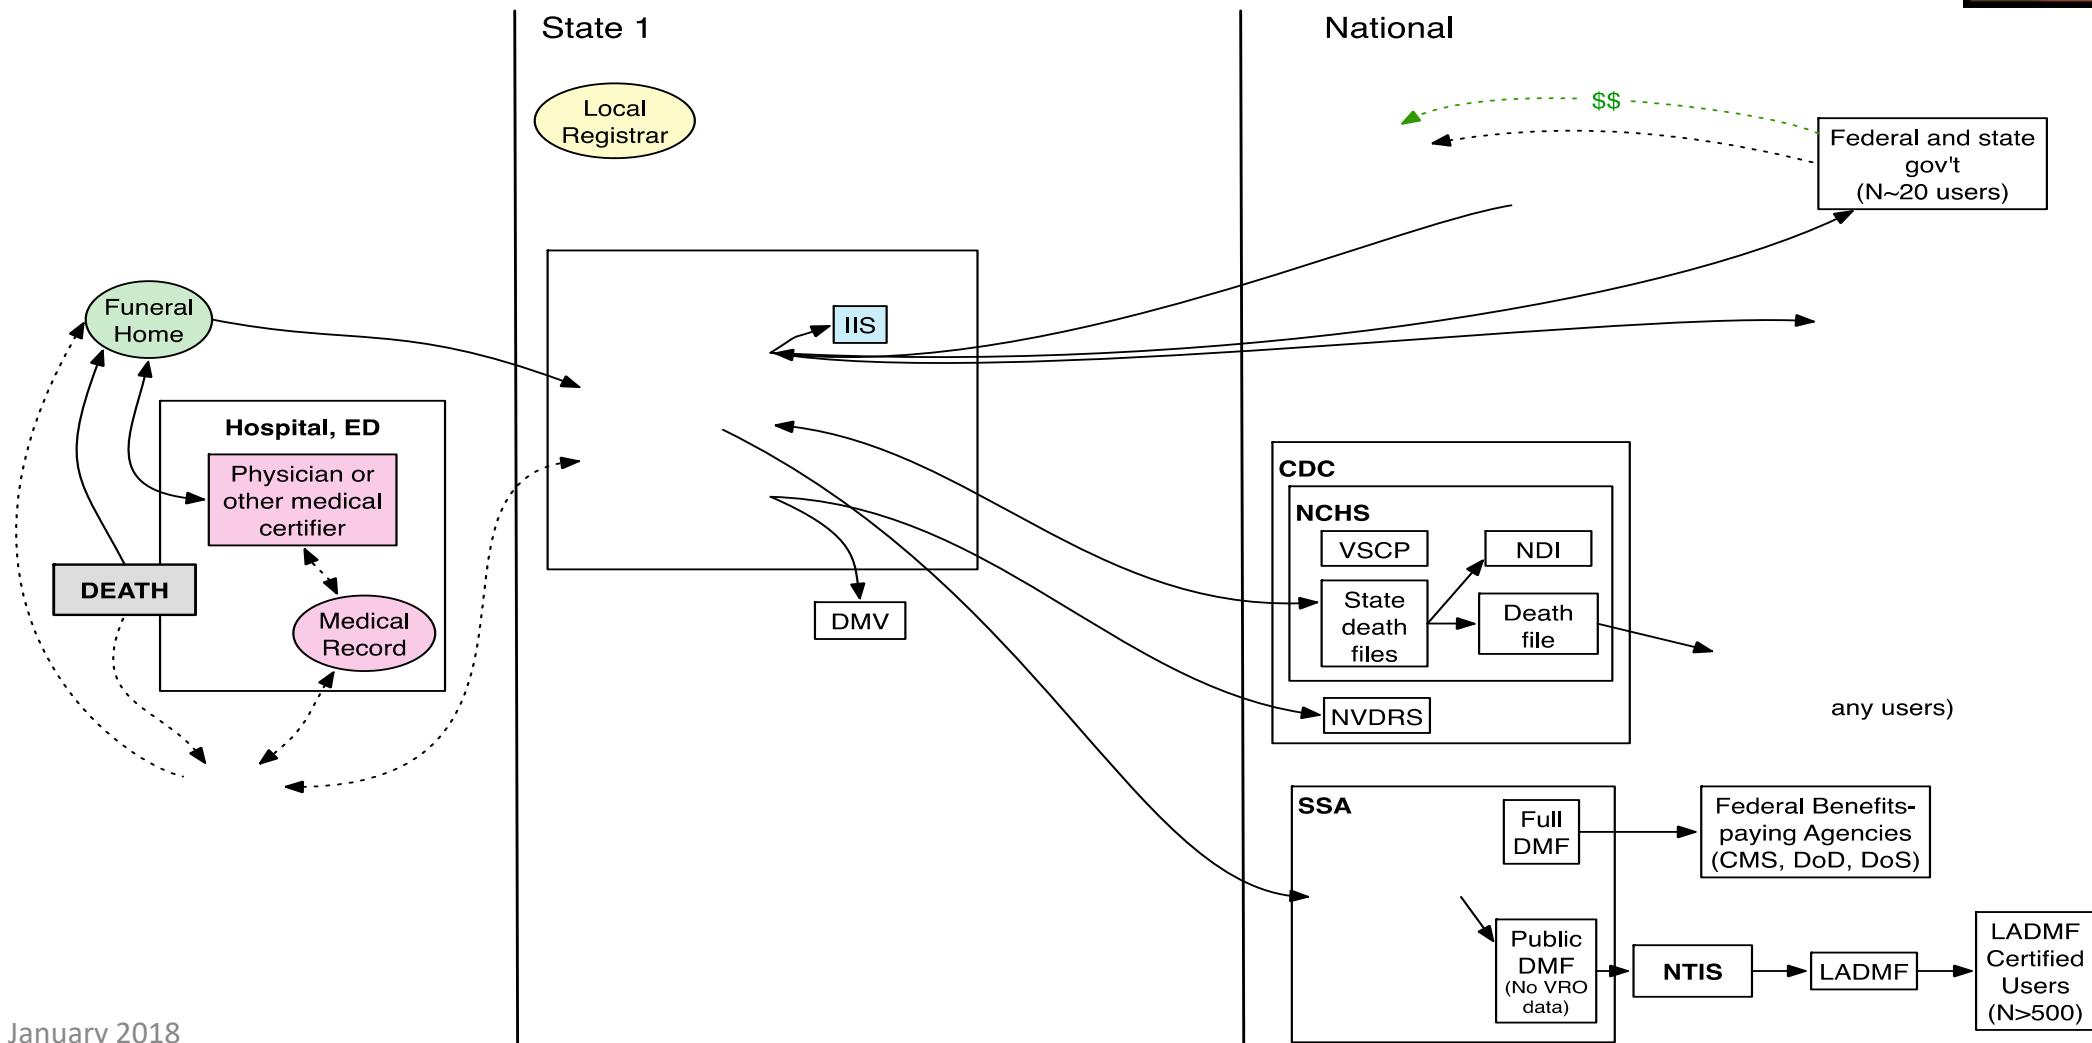 State 1
National
Local
Registrar
$$
Federal and state
gov't
(N~20 users)
Funeral
Home
IIS
Hospital, ED
Physician or
other medical
certifier
DEATH
Medical
Record
DMV
CDC
NCHS
VSCP
NDI
State
death
files
Death
file
NVDRS
any users)
SSA
Full
DMF
Federal Benefits-
paying Agencies
(CMS, DoD, DoS)
Public
DMF
(No VRO
data)
NTIS
LADMF
LADMF
Certified
Users
(N>500)
January 2018